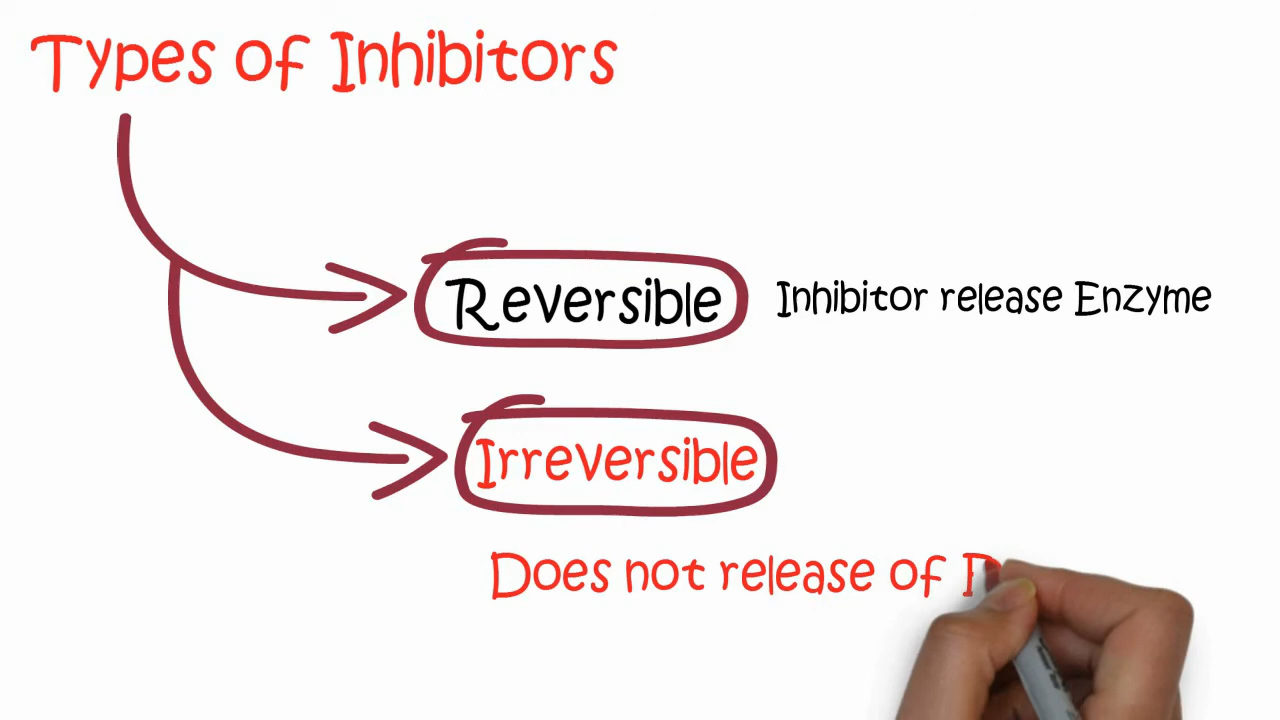 Types of Inhibitors
Reversible
Inhibitor release Enzyme
Irreversible
Does not release of